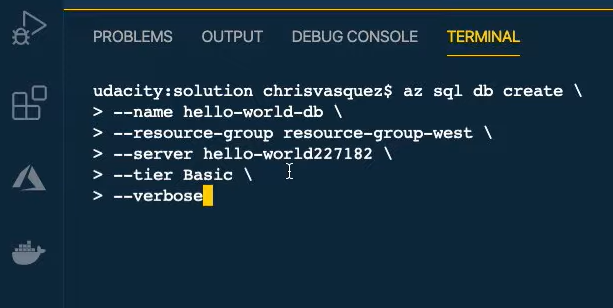 PROBLEMS OUTPUT DEBUG CONSOLE TERMINAL
udacity:solution chrisvasquez$ az sql db create \
> --name hello-world-db \
> --resource-group resource-group-west \
> --server hello-world227182 \
> --tier Basic \
> --verbose